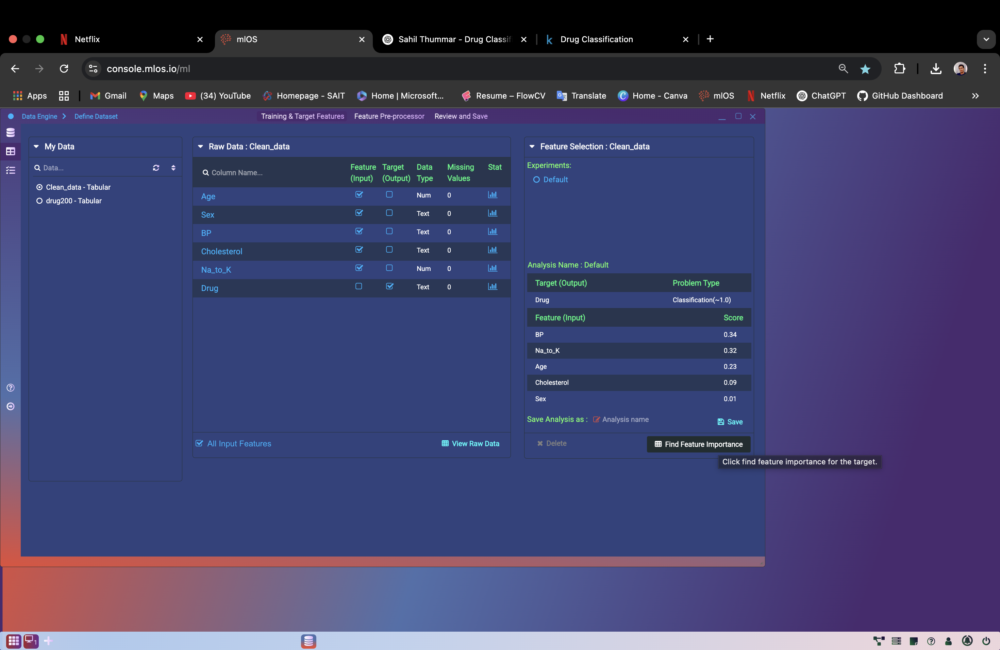 Netflix
mlOS
Sahil Thummar - Drug Classif
Drug Classification
console.mlos.io/ml
Apps
Gmail
Maps
(34) YouTube
Homepage - SAIT
Home | Microsoft...
Resume – FlowCV
Translate
Home - Canva
mlOS
Netflix
ChatGPT
GitHub Dashboard
Data Engine
Define Dataset
Training & Target Features
Feature Pre-processor
Review and Save
My Data
Data...
Clean_data - Tabular
drug200 - Tabular
Raw Data : Clean_data
Column Name...
Feature (Input)
Target (Output)
Data Type
Missing Values
Stat
Age Num 0
Sex Text 0
BP Text 0
Cholesterol Text 0
Na_to_K Num 0
Drug Text 0
All Input Features
View Raw Data
Feature Selection : Clean_data
Experiments:
Default
Analysis Name : Default
Target (Output) Problem Type
Drug Classification(~1.0)
Feature (Input) Score
BP 0.34
Na_to_K 0.32
Age 0.23
Cholesterol 0.09
Sex 0.01
Save Analysis as : Analysis name
Save
Delete
Find Feature Importance
Click find feature importance for the target.
1